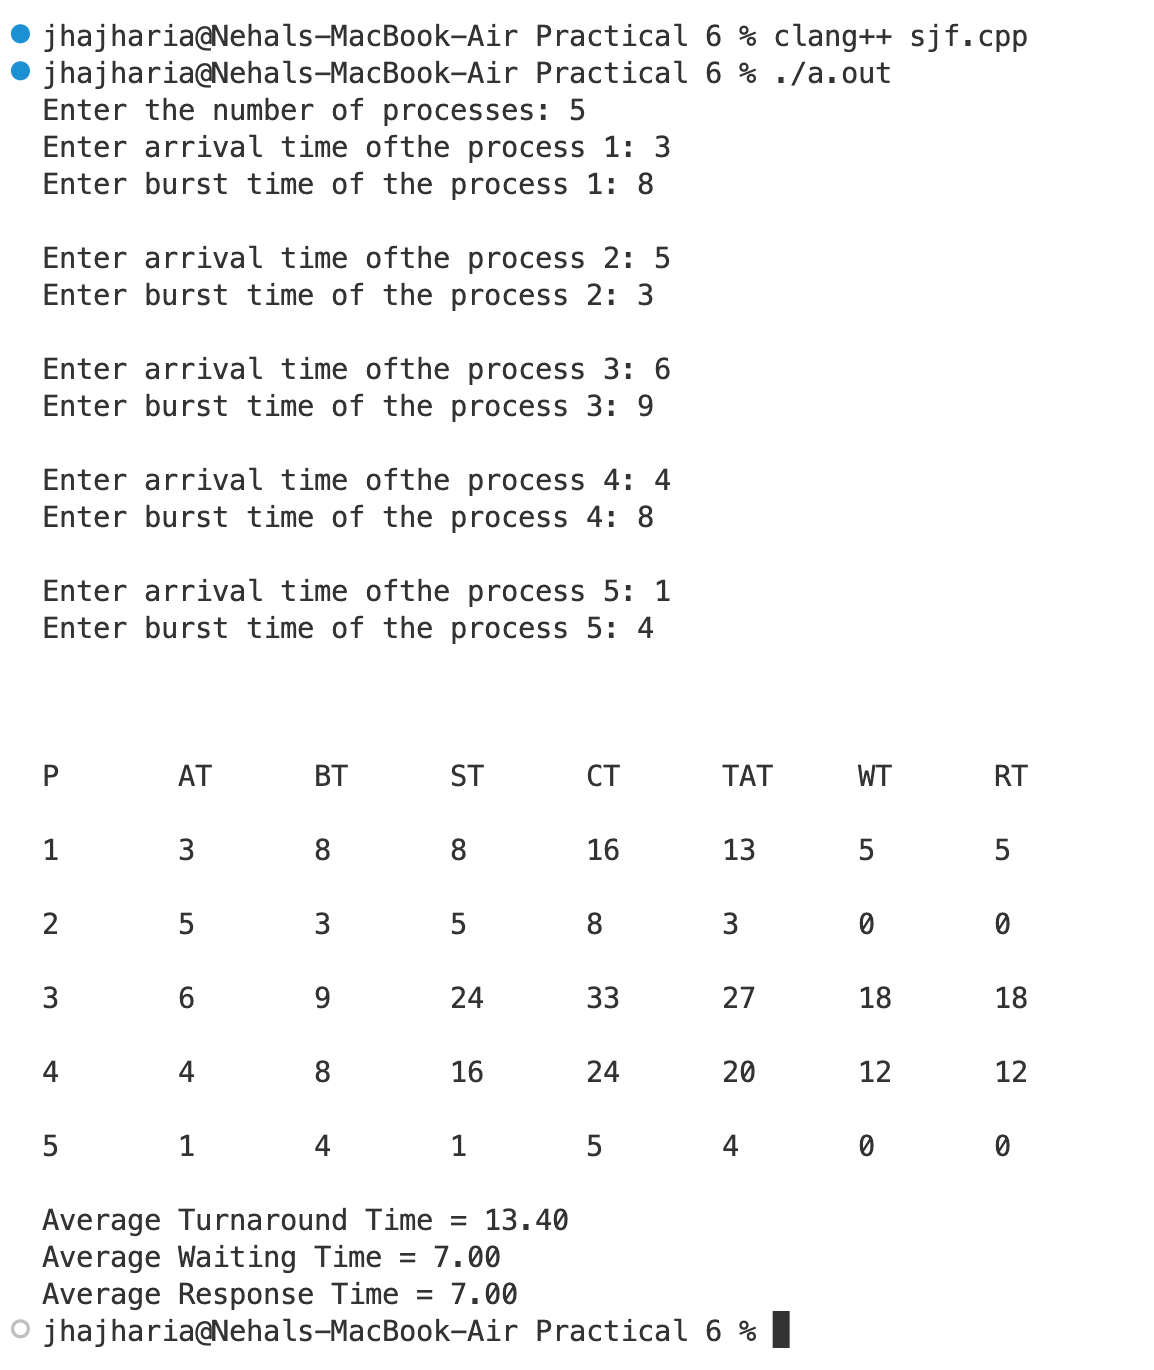 jhajharia@Nehals-MacBook-Air Practical 6 % clang++ sjf.cpp
jhajharia@Nehals-MacBook-Air Practical 6 % ./a.out
Enter the number of processes: 5
Enter arrival time ofthe process 1: 3
Enter burst time of the process 1: 8
Enter arrival time ofthe process 2: 5
Enter burst time of the process 2: 3
Enter arrival time ofthe process 3: 6
Enter burst time of the process 3: 9
Enter arrival time ofthe process 4: 4
Enter burst time of the process 4: 8
Enter arrival time ofthe process 5: 1
Enter burst time of the process 5: 4
P AT BT ST CT TAT WT RT
1 3 8 8 16 13 5 5
2 5 3 5 8 3 0 0
3 6 9 24 33 27 18 18
4 4 8 16 24 20 12 12
5 1 4 1 5 4 0 0
Average Turnaround Time = 13.40
Average Waiting Time = 7.00
Average Response Time = 7.00
jhajharia@Nehals-MacBook-Air Practical 6 %